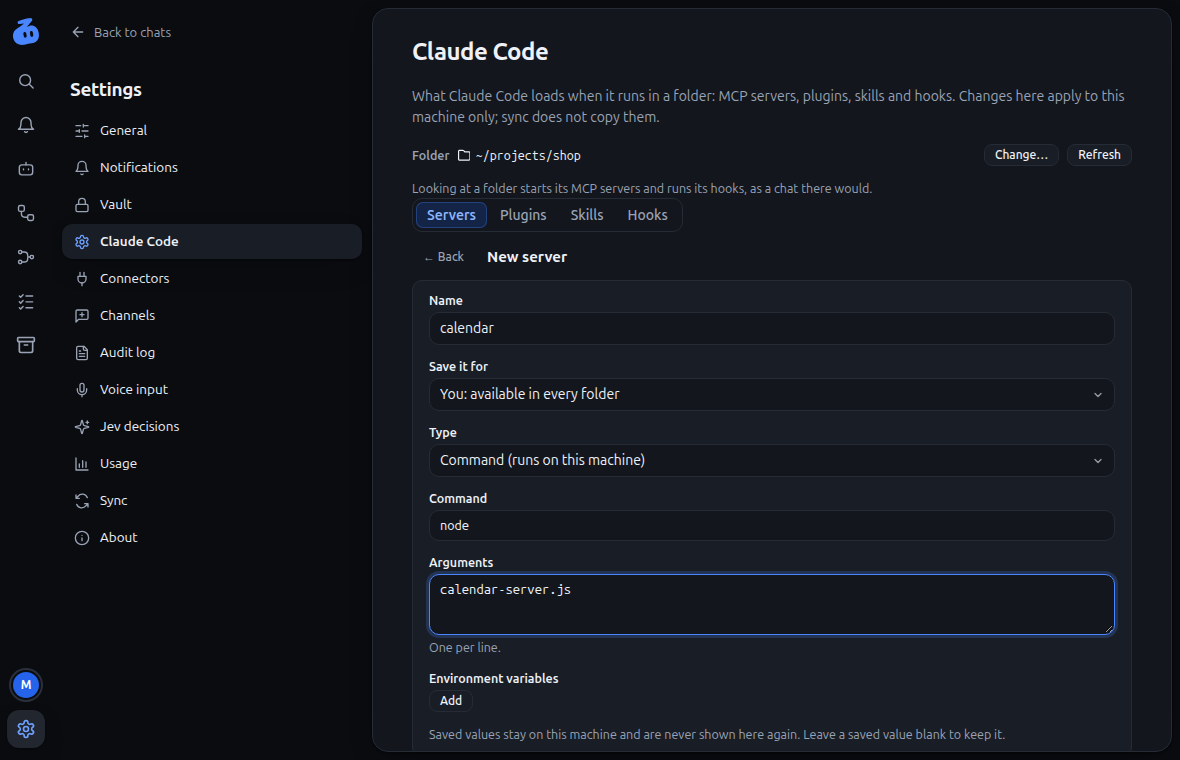 Back to chats
Settings
General
Notifications
Vault
Claude Code
Connectors
Channels
Audit log
Voice input
Jev decisions
Usage
Sync
About
M
Claude Code
What Claude Code loads when it runs in a folder: MCP servers, plugins, skills and hooks. Changes here apply to this
machine only; sync does not copy them.
Folder ~/projects/shop Change... Refresh
Looking at a folder starts its MCP servers and runs its hooks, as a chat there would.
Servers Plugins Skills Hooks
← Back New server
Name
calendar
Save it for
You: available in every folder
Type
Command (runs on this machine)
Command
node
Arguments
calendar-server.js
One per line.
Environment variables
Add
Saved values stay on this machine and are never shown here again. Leave a saved value blank to keep it.